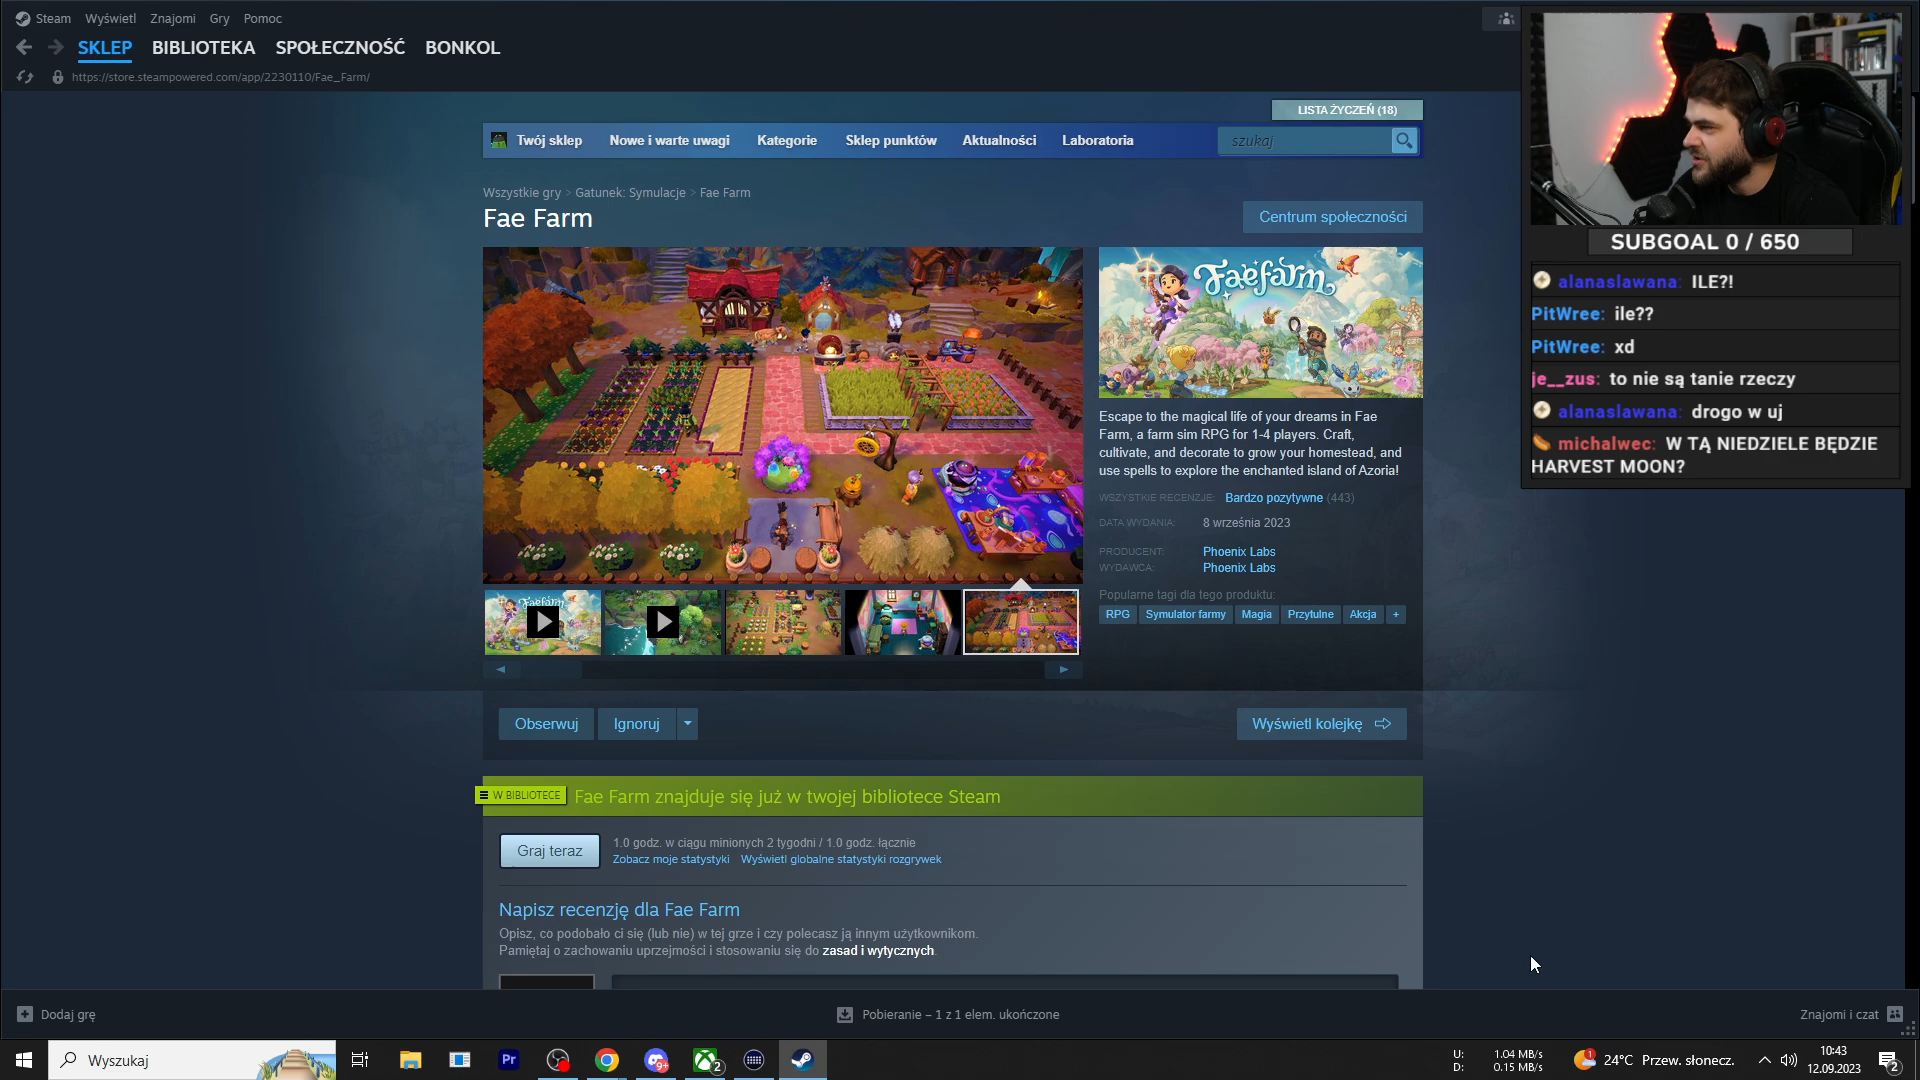 Steam Wyświetl Znajomi Gry Pomoc
SKLEP BIBLIOTEKA SPOŁECZNOŚĆ BONKOL
https://store.steampowered.com/app/2230110/Fae_Farm/
LISTA ŻYCZEŃ (18)
Twój sklep Nowe i warte uwagi Kategorie Sklep punktów Aktualności Laboratoria szukaj
Wszystkie gry > Gatunek: Symulacje > Fae Farm
Fae Farm
Centrum społeczności
Faefarm
Escape to the magical life of your dreams in Fae
Farm, a farm sim RPG for 1-4 players. Craft,
cultivate, and decorate to grow your homestead, and
use spells to explore the enchanted island of Azoria!
WSZYSTKIE RECENZJE: Bardzo pozytywne (443)
DATA WYDANIA: 8 września 2023
PRODUCENT: Phoenix Labs
WYDAWCA: Phoenix Labs
Popularne tagi dla tego produktu:
RPG Symulator farmy Magia Przytulne Akcja +
Faefarm
Obserwuj Ignoruj Wyświetl kolejkę
W BIBLIOTECE Fae Farm znajduje się już w twojej bibliotece Steam
Graj teraz
1.0 godz. w ciągu minionych 2 tygodni / 1.0 godz. łącznie
Zobacz moje statystyki Wyświetl globalne statystyki rozgrywek
Napisz recenzję dla Fae Farm
Opisz, co podobało ci się (lub nie) w tej grze i czy polecasz ją innym użytkownikom.
Pamiętaj o zachowaniu uprzejmości i stosowaniu się do zasad i wytycznych.
SUBGOAL 0 / 650
alanaslawana: ILE?!
PitWree: ile??
PitWree: xd
je__zus: to nie są tanie rzeczy
alanaslawana: drogo w uj
michalwec: W TĄ NIEDZIELE BĘDZIE
HARVEST MOON?
Dodaj grę
Pobieranie – 1 z 1 elem. ukończone
Znajomi i czat
Wyszukaj
Pr
9+
2
U: 1.04 MB/s
D: 0.15 MB/s
1
24°C Przew. słonecz.
10:43
12.09.2023
2